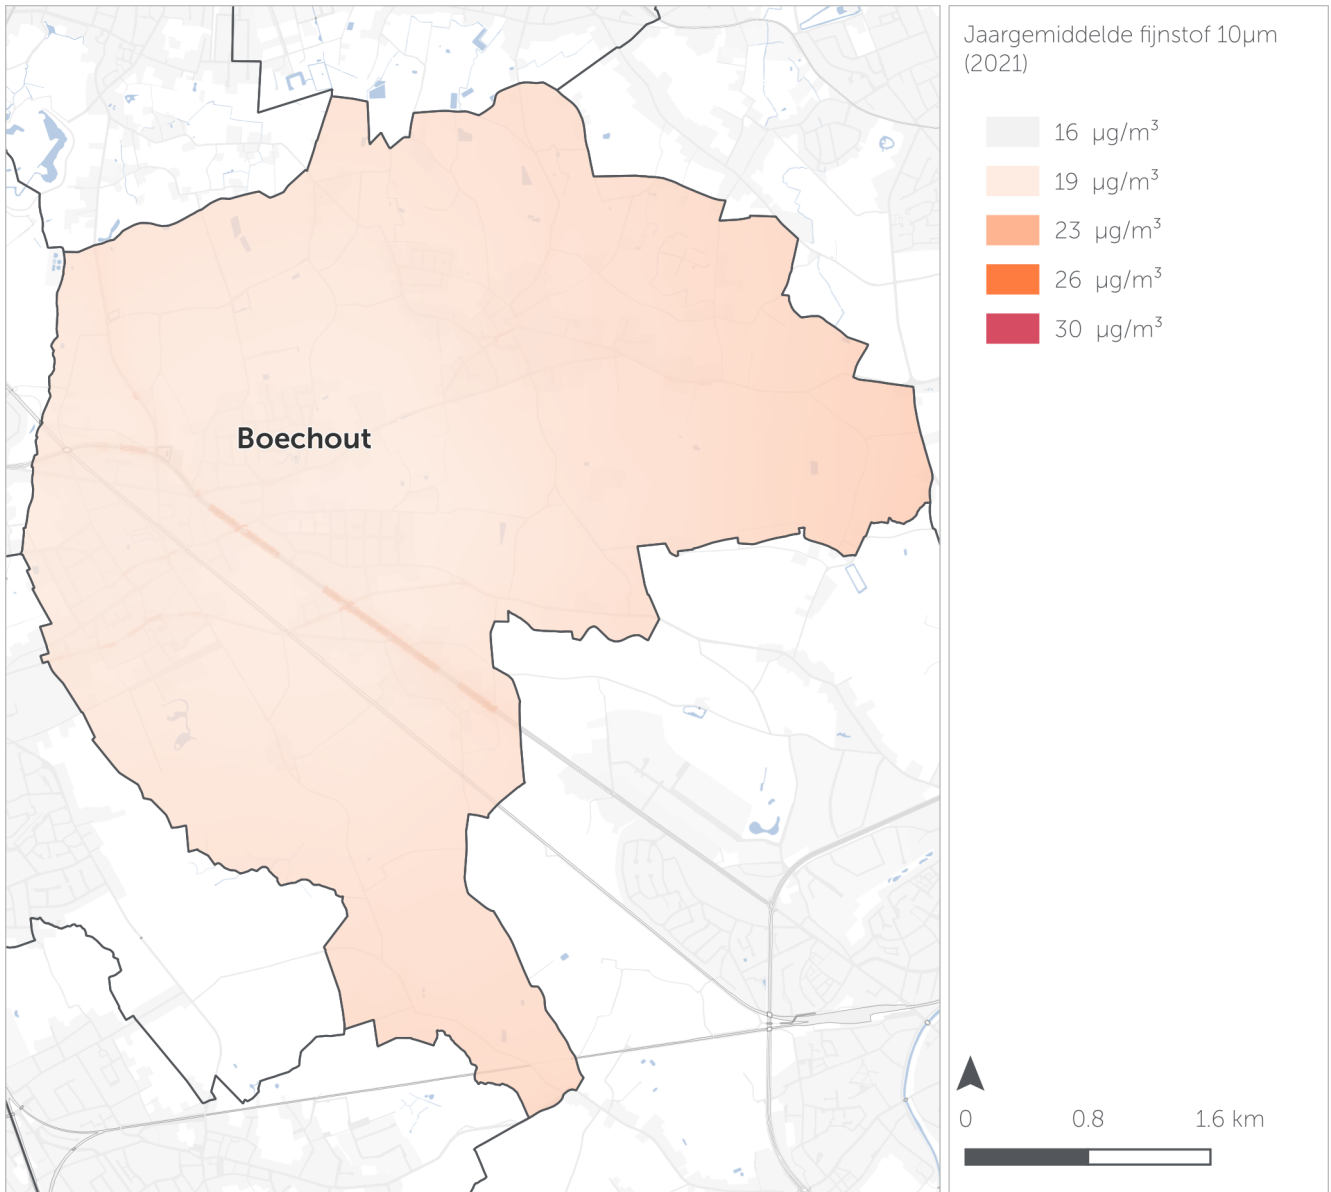 Jaargemiddelde fijnstof 10µm
(2021)
16 µg/m³
19 µg/m³
23 µg/m³
26 µg/m³
30 µg/m³
Boechout
0 0.8 1.6 km